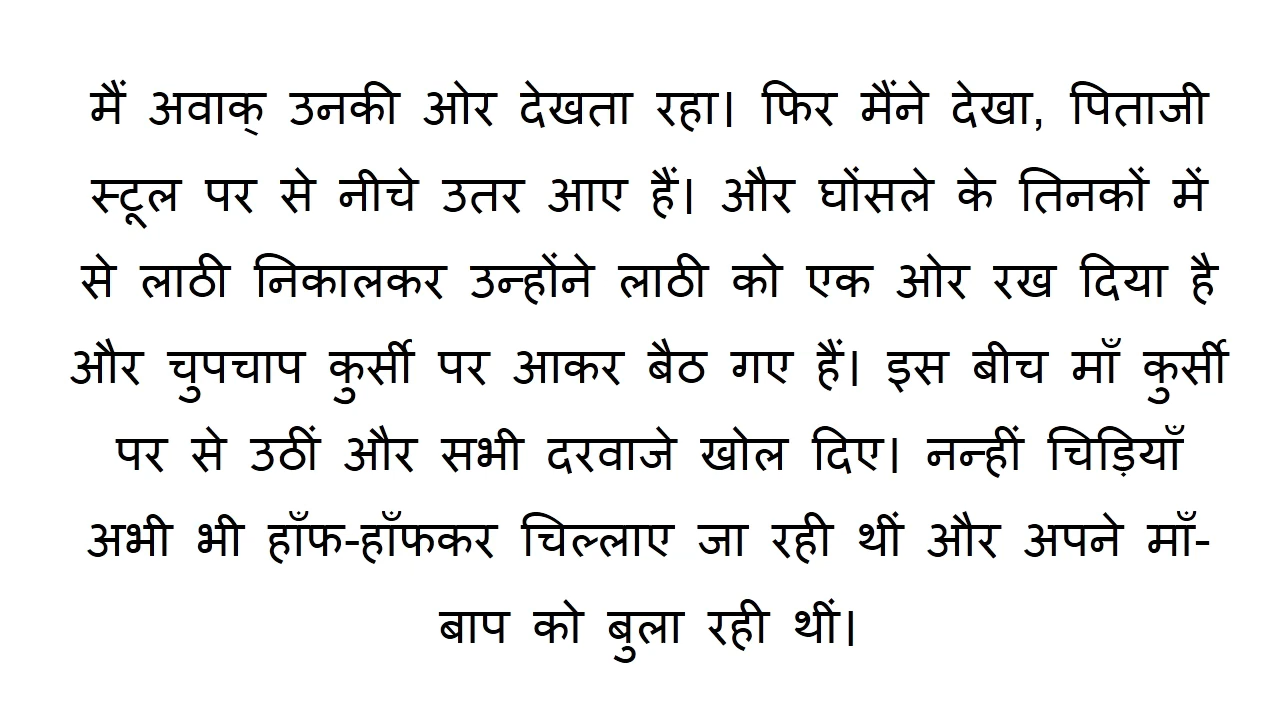 मैं अवाक् उनकी ओर देखता रहा। फिर मैंने देखा, पिताजी
स्टूल पर से नीचे उतर आए हैं। और घोंसले के तिनकों में
से लाठी निकालकर उन्होंने लाठी को एक ओर रख दिया है
और चुपचाप कुर्सी पर आकर बैठ गए हैं। इस बीच माँ कुर्सी
पर से उठीं और सभी दरवाजे खोल दिए। नन्हीं चिड़ियाँ
अभी भी हाँफ-हाँफकर चिल्लाए जा रही थीं और अपने माँ-
बाप को बुला रही थीं।